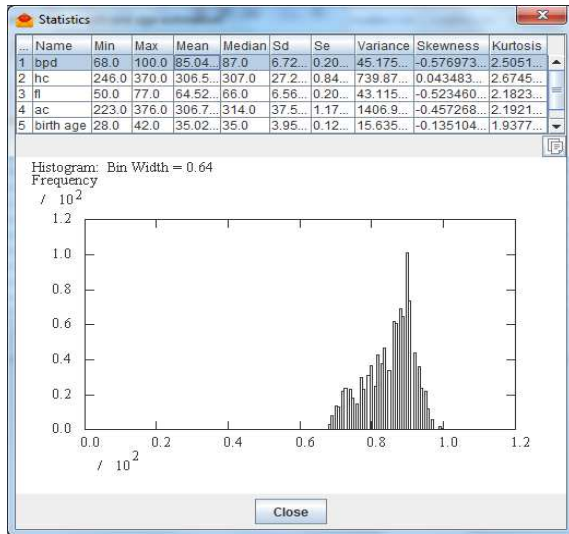 Statistics
... Name Min Max Mean Median Sd Se Variance Skewness Kurtosis
1 bpd 68.0 100.0 85.04... 87.0 6.72... 0.20... 45.175... -0.576973... 2.5051...
2 hc 246.0 370.0 306.5... 307.0 27.2... 0.84... 739.87... 0.043483... 2.6745...
3 fl 50.0 77.0 64.52... 66.0 6.56... 0.20... 43.115... -0.523460... 2.1823...
4 ac 223.0 376.0 306.7... 314.0 37.5... 1.17... 1406.9... -0.457268... 2.1921...
5 birth age 28.0 42.0 35.02... 35.0 3.95... 0.12... 15.635... -0.135104... 1.9377...
Histogram: Bin Width = 0.64
Frequency
/ 10 2
1.2
1.0
0.8
0.6
0.4
0.2
0.0
0.0 0.2 0.4 0.6 0.8 1.0 1.2
/ 10 2
Close